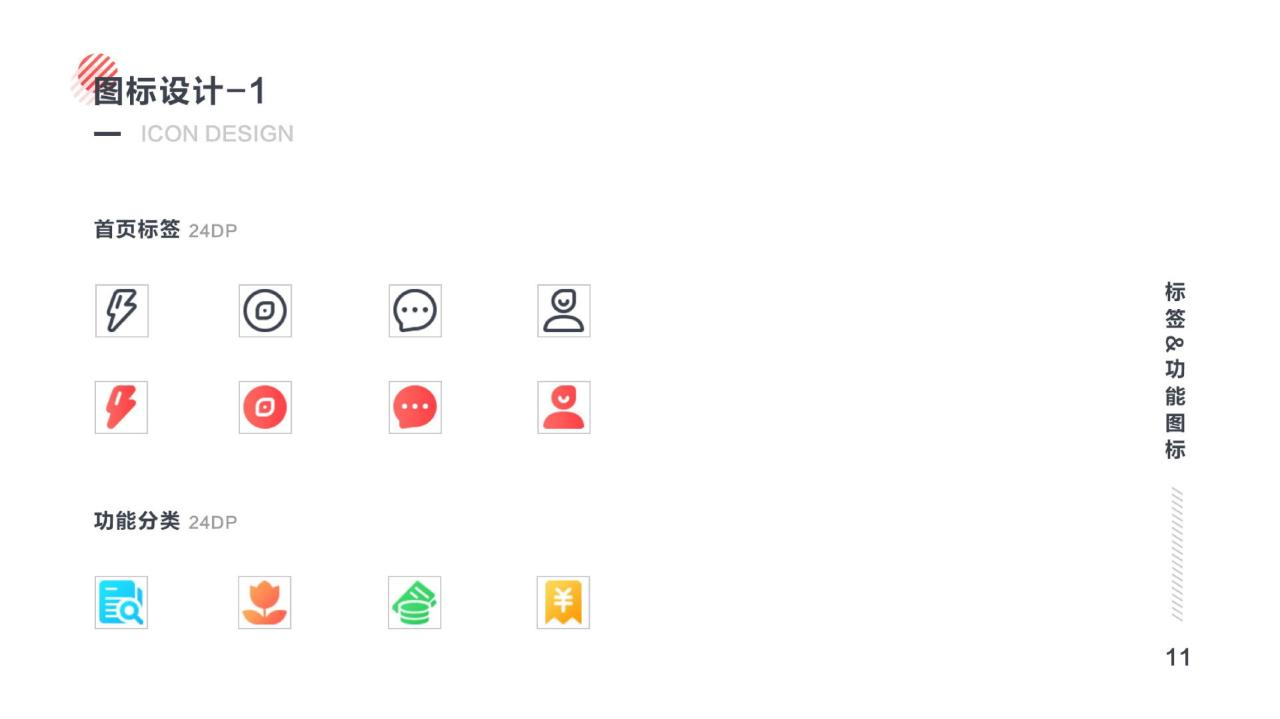 图标设计-1
ICON DESIGN
首页标签 24DP
功能分类 24DP
¥
标签&功能图标
11